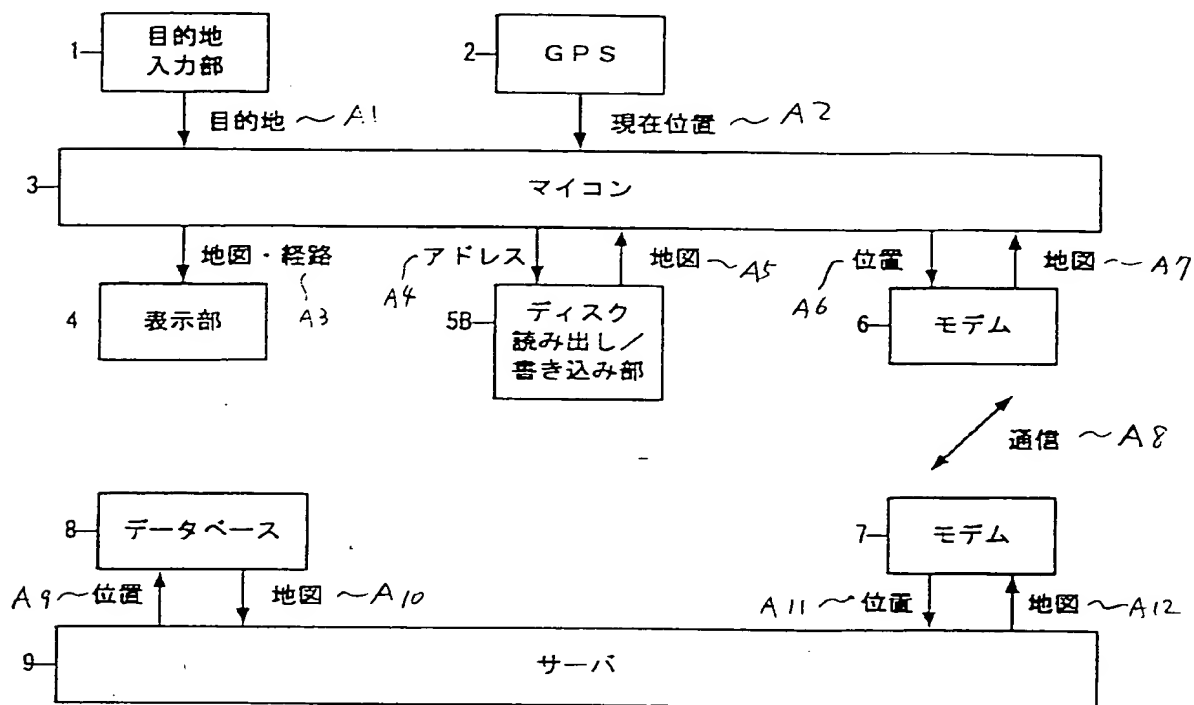 1 目的地 2 GPS
入力部
目的地 ～ A1 現在位置 ～ A2
3 マイコン
地図・経路 A4 アドレス 地図 ～ A5 位置 地図 ～ A7
A3 A6
4 表示部 5B ディスク 6 モデム
読み出し／
書き込み部
通信 ～ A8
8 データベース 7 モデム
A9 ～ 位置 地図 ～ A10 A11 ～ 位置 地図 ～ A12
9 サーバ